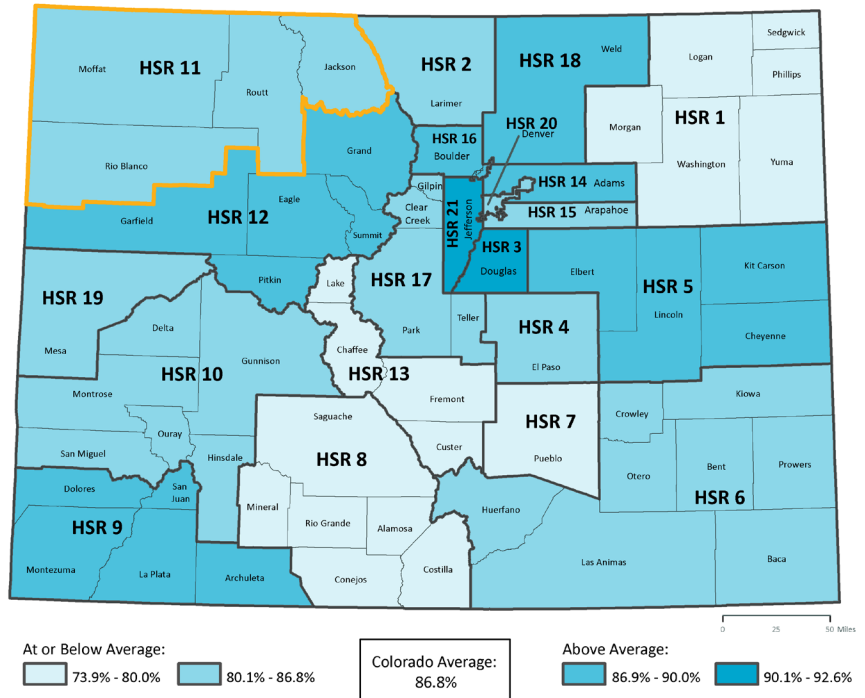 Sedgwick
Logan
Weld
HSR 18
Moffat
HSR 11
Jackson
HSR 2
Phillips
Routt
Larimer
HSR 1
HSR 20
Morgan
Denver
HSR 16
Boulder
Grand
Rio Blanco
Washington
Yuma
Gilpin
HSR 14 Adams
Eagle
Clear
Creek
HSR 21
Jefferson
HSR 15 Arapahoe
Garfield
HSR 12
Summit
HSR 3
Douglas
Elbert
Kit Carson
HSR 5
Lincoln
Pitkin
Lake
HSR 17
HSR 19
Teller
HSR 4
Delta
Park
Cheyenne
Mesa
Chaffee
Gunnison
El Paso
HSR 10
HSR 13
Montrose
Kiowa
Fremont
Saguache
Crowley
HSR 7
Ouray
Custer
San Miguel
Hinsdale
HSR 8
Pueblo
Bent
Prowers
Otero
Dolores
San
Juan
HSR 6
Mineral
Huerfano
HSR 9
Rio Grande
Alamosa
Las Animas
Baca
Montezuma
La Plata
Archuleta
Conejos
Costilla
0 25 50 Miles
At or Below Average:
73.9% - 80.0%
80.1% - 86.8%
Colorado Average:
86.8%
Above Average:
86.9% - 90.0%
90.1% - 92.6%